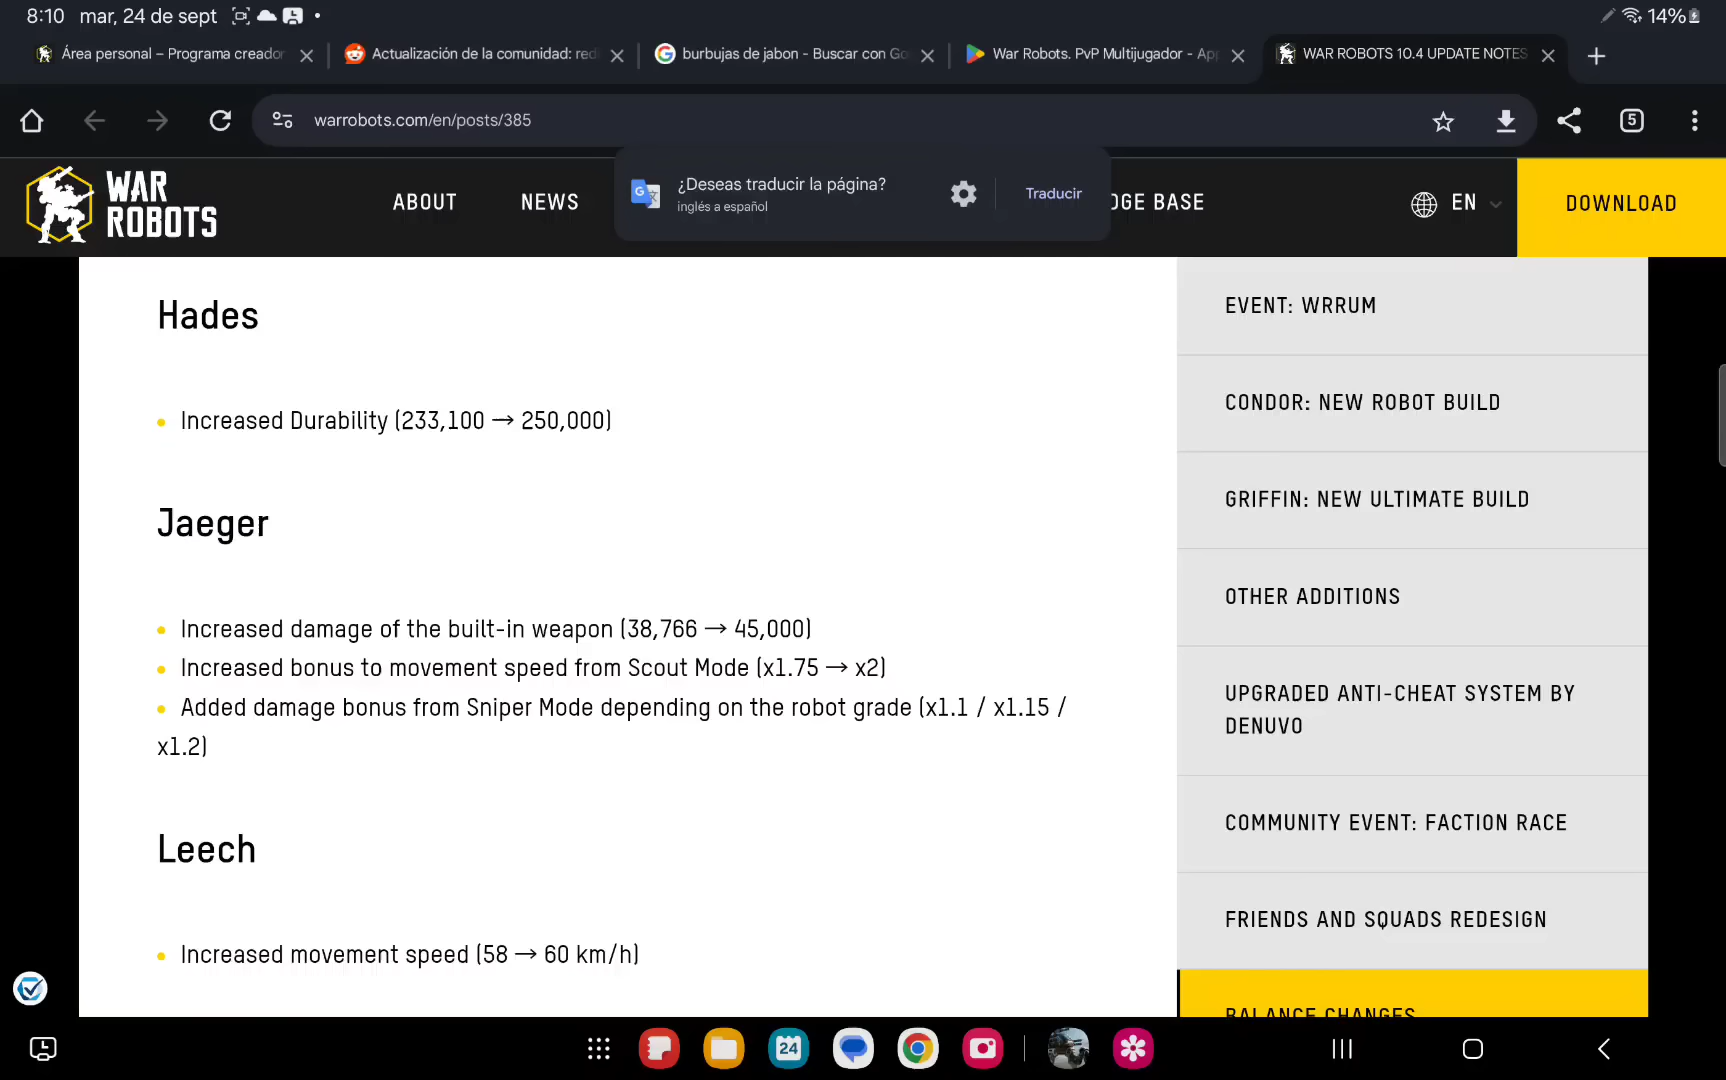 8:10 mar, 24 de sept
14%
Área personal – Programa creador
Actualización de la comunidad: red
burbujas de jabon - Buscar con Go
War Robots. PvP Multijugador - Ap
WAR ROBOTS 10.4 UPDATE NOTES
warrobots.com/en/posts/385
5
WAR
ROBOTS
ABOUT
NEWS
¿Deseas traducir la página?
inglés a español
Traducir
DGE BASE
EN
DOWNLOAD
Hades
Increased Durability (233,100 → 250,000)
Jaeger
Increased damage of the built-in weapon (38,766 → 45,000)
Increased bonus to movement speed from Scout Mode (x1.75 → x2)
Added damage bonus from Sniper Mode depending on the robot grade (x1.1 / x1.15 /
x1.2)
Leech
Increased movement speed (58 → 60 km/h)
EVENT: WRRUM
CONDOR: NEW ROBOT BUILD
GRIFFIN: NEW ULTIMATE BUILD
OTHER ADDITIONS
UPGRADED ANTI-CHEAT SYSTEM BY
DENUVO
COMMUNITY EVENT: FACTION RACE
FRIENDS AND SQUADS REDESIGN
BALANCE CHANGES
24